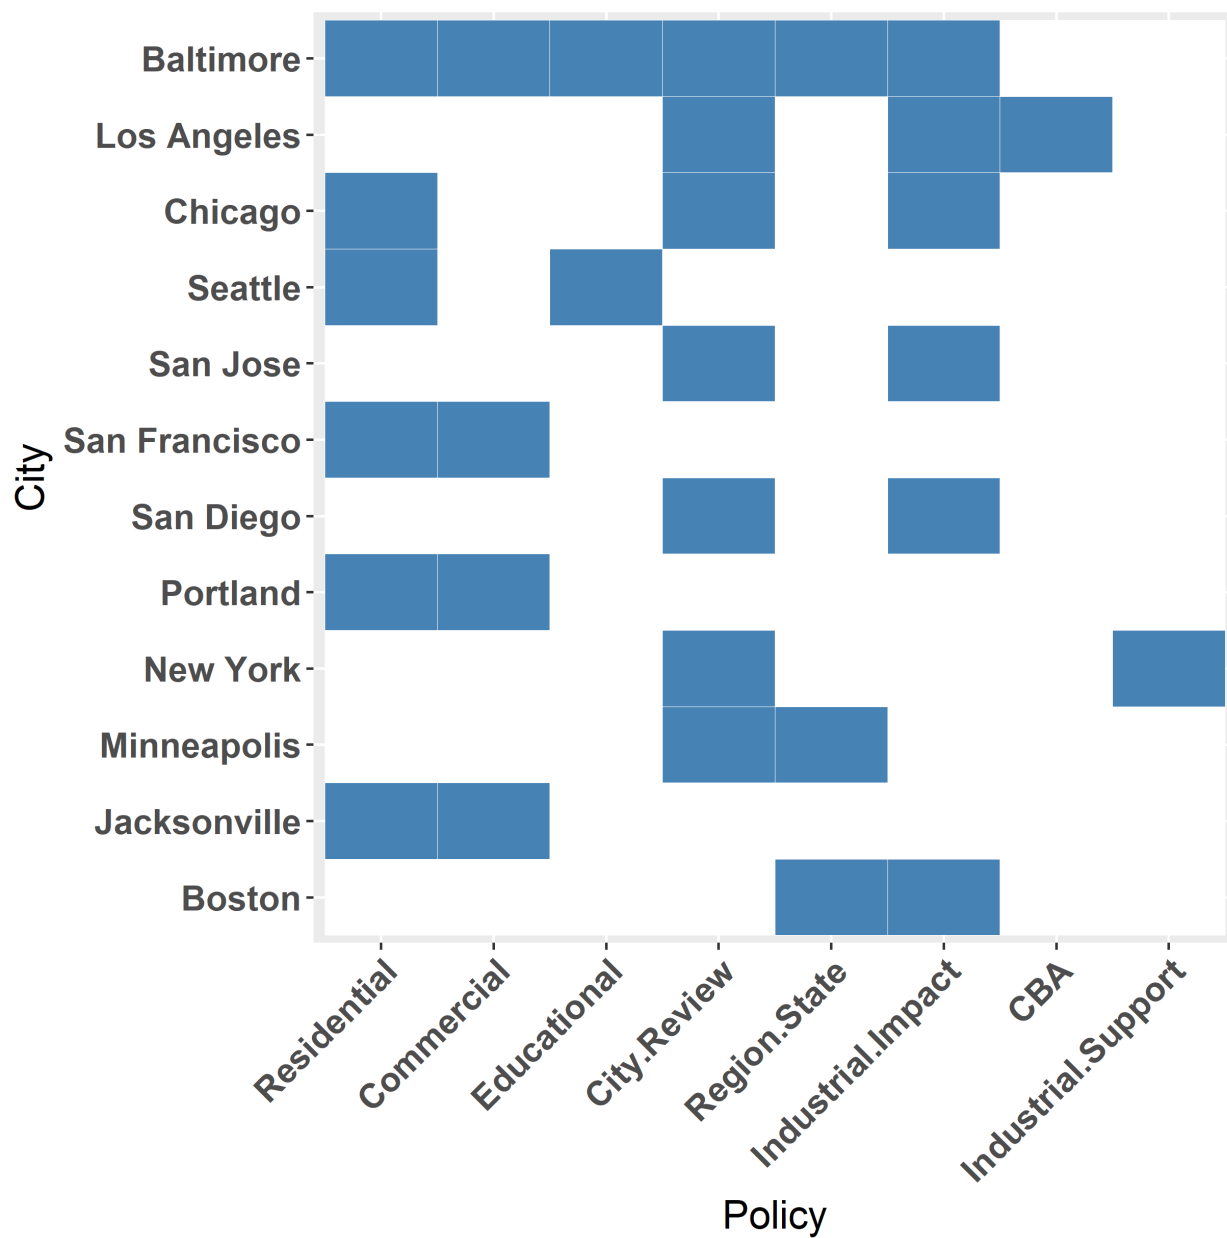 Baltimore
Los Angeles
Chicago
Seattle
San Jose
San Francisco
San Diego
Portland
New York
Minneapolis
Jacksonville
Boston
City
Residential
Commercial
Educational
City.Review
Region.State
Industrial.Impact
CBA
Industrial.Support
Policy